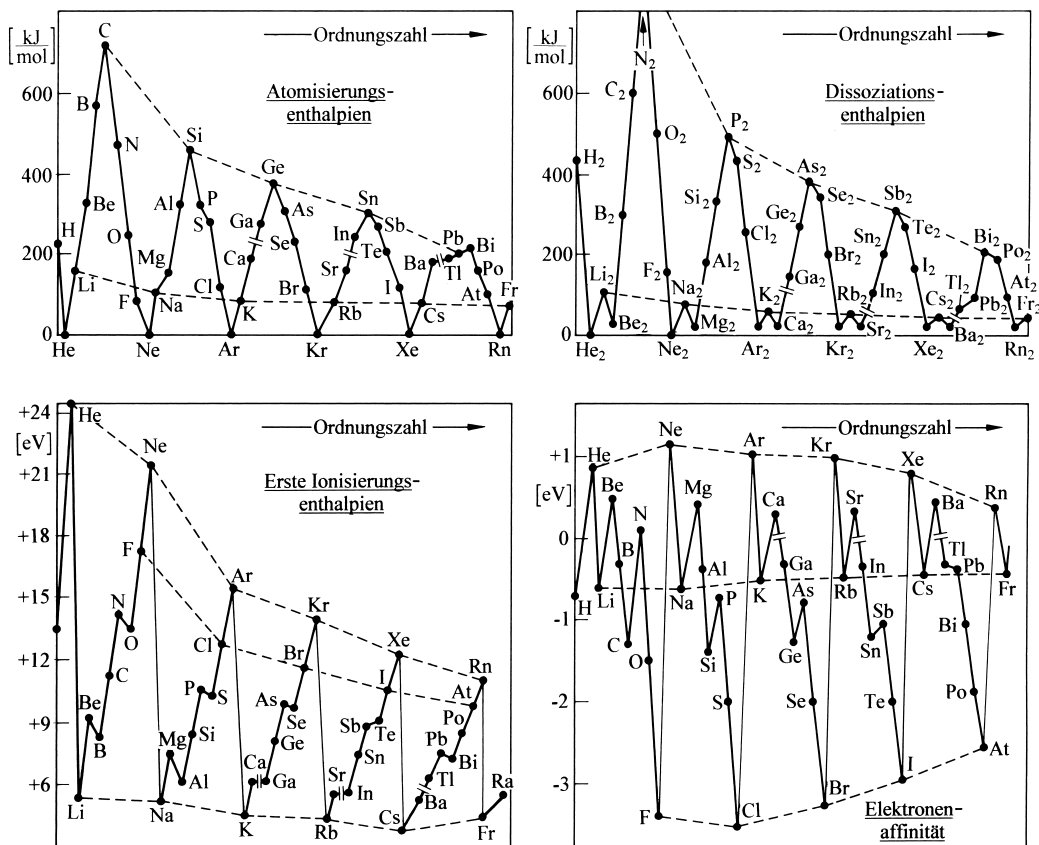 [kJ/mol]
Ordnungszahl
Atomisierungs-
enthalpien
600
400
200
0
H
He
Li
Be
B
C
N
O
F
Ne
Na
Mg
Al
Si
P
S
Cl
Ar
K
Ca
Ga
Ge
As
Se
Br
Kr
Rb
Sr
In
Sn
Sb
Te
I
Xe
Cs
Ba
Tl
Pb
Bi
Po
At
Rn
Fr
[kJ/mol]
Ordnungszahl
Dissoziations-
enthalpien
600
400
200
0
H₂
He₂
Li₂
Be₂
B₂
C₂
N₂
O₂
F₂
Ne₂
Na₂
Mg₂
Al₂
Si₂
P₂
S₂
Cl₂
Ar₂
K₂
Ca₂
Ga₂
Ge₂
As₂
Se₂
Br₂
Kr₂
Rb₂
Sr₂
In₂
Sn₂
Sb₂
Te₂
I₂
Xe₂
Cs₂
Ba₂
Tl₂
Pb₂
Bi₂
Po₂
At₂
Rn₂
Fr₂
+24
[eV]
+21
+18
+15
+12
+9
+6
Ordnungszahl
Erste Ionisierungs-
enthalpien
He
Li
Be
B
C
N
O
F
Ne
Na
Mg
Al
Si
P
S
Cl
Ar
K
Ca
Ga
Ge
As
Se
Br
Kr
Rb
Sr
In
Sn
Sb
Te
I
Xe
Cs
Ba
Tl
Pb
Bi
Po
At
Rn
Fr
Ra
+1
[eV]
0
-1
-2
-3
Ordnungszahl
H
He
Li
Be
B
C
N
O
F
Ne
Na
Mg
Al
Si
P
S
Cl
Ar
K
Ca
Ga
Ge
As
Se
Br
Kr
Rb
Sr
In
Sn
Sb
Te
I
Xe
Cs
Ba
Tl
Pb
Bi
Po
At
Rn
Fr
Elektronen-
affinität